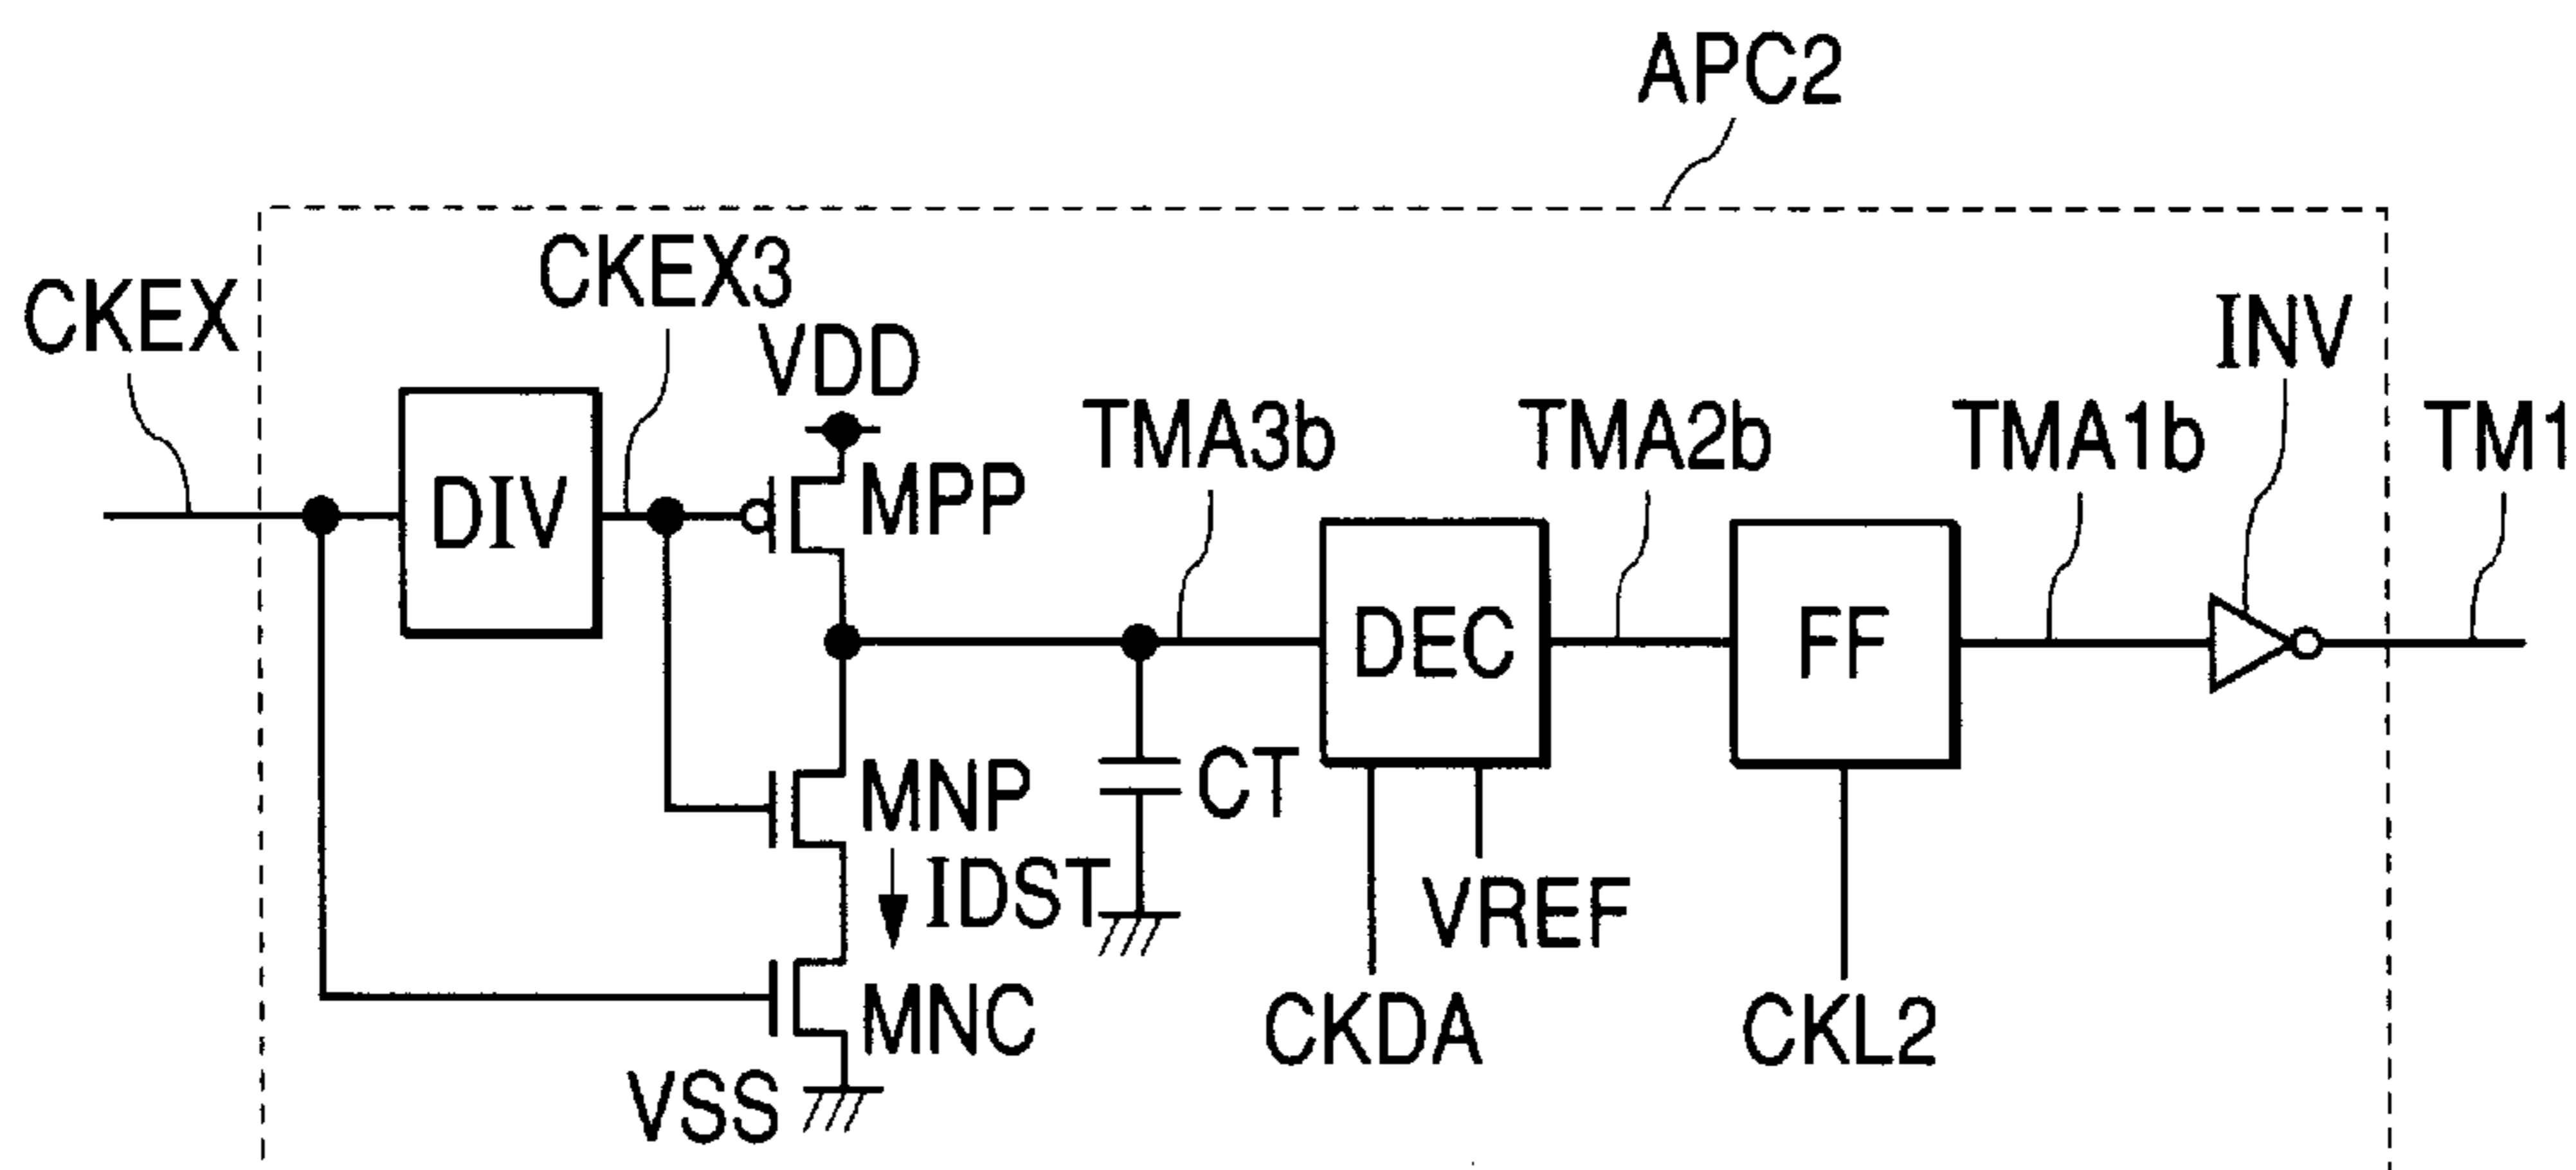 APC2
CKEX
CKEX3
VDD
INV
DIV
MPP
TMA3b
TMA2b
TMA1b
TM1
DEC
FF
MNP
CT
IDST
VREF
MNC
CKDA
CKL2
VSS